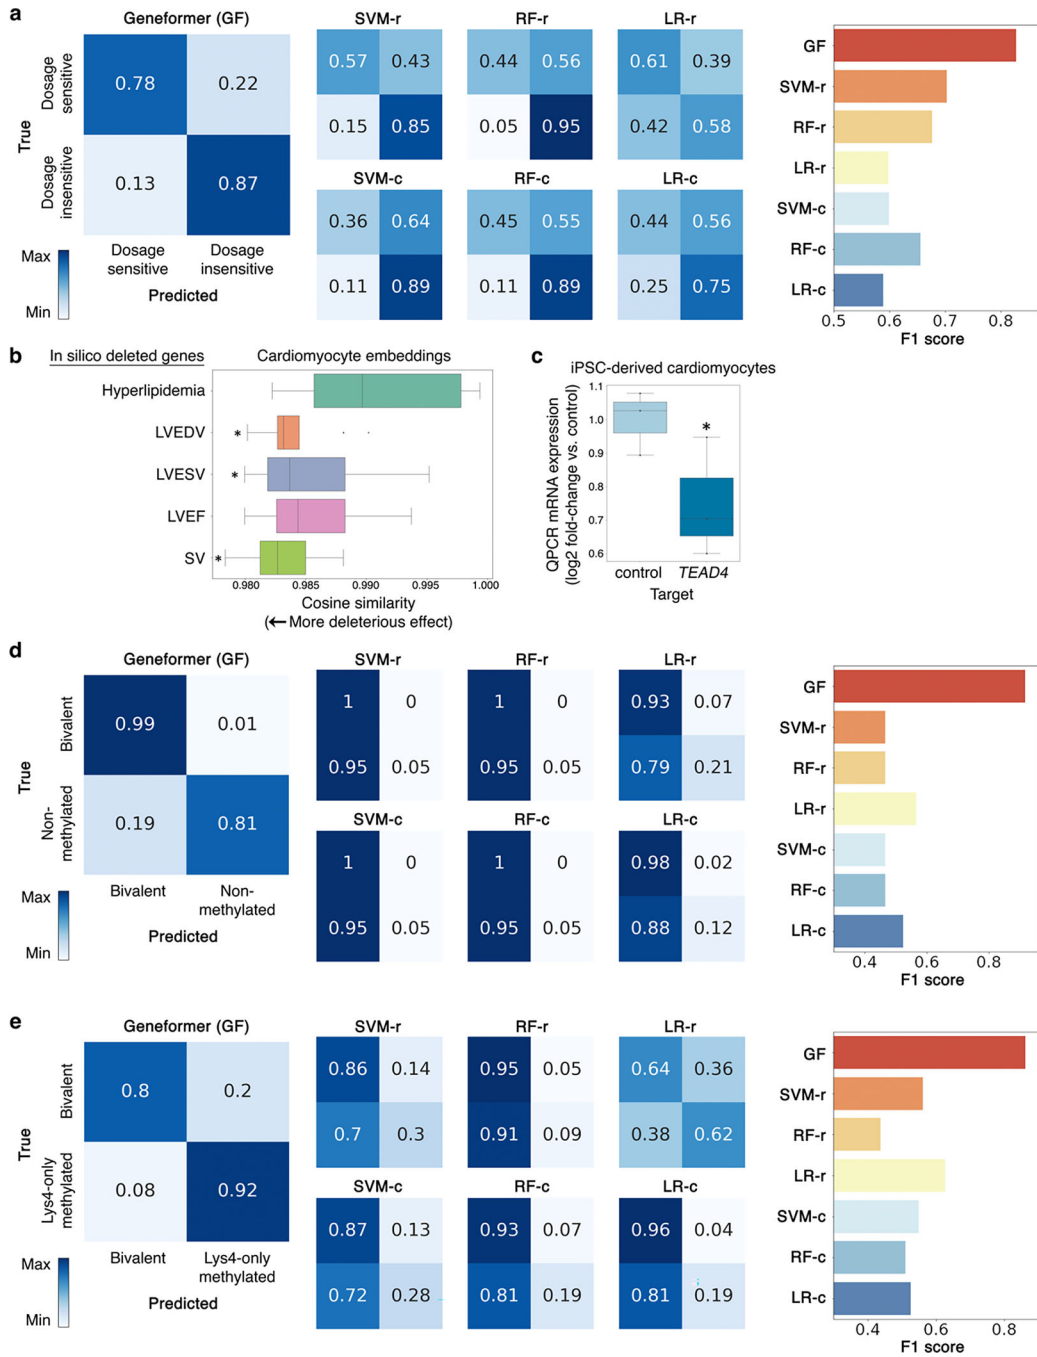 a
Geneformer (GF)
SVM-r
RF-r
LR-r
True
Dosage
sensitive
Dosage
insensitive
0.78
0.22
0.13
0.87
0.57
0.43
0.15
0.85
0.44
0.56
0.05
0.95
0.61
0.39
0.42
0.58
SVM-c
RF-c
LR-c
0.36
0.64
0.11
0.89
0.45
0.55
0.11
0.89
0.44
0.56
0.25
0.75
Dosage
sensitive
Dosage
insensitive
Predicted
Max
Min
GF
SVM-r
RF-r
LR-r
SVM-c
RF-c
LR-c
0.5
0.6
0.7
0.8
F1 score
b
In silico deleted genes
Cardiomyocyte embeddings
Hyperlipidemia
LVEDV
*
LVESV
*
LVEF
SV
*
0.980
0.985
0.990
0.995
1.000
Cosine similarity
(← More deleterious effect)
c
iPSC-derived cardiomyocytes
QPCR mRNA expression
(log2 fold-change vs. control)
1.1
1.0
0.9
0.8
0.7
0.6
*
control
TEAD4
Target
d
Geneformer (GF)
SVM-r
RF-r
LR-r
True
Bivalent
Non-
methylated
0.99
0.01
0.19
0.81
1
0
0.95
0.05
1
0
0.95
0.05
0.93
0.07
0.79
0.21
SVM-c
RF-c
LR-c
1
0
0.95
0.05
1
0
0.95
0.05
0.98
0.02
0.88
0.12
Bivalent
Non-
methylated
Predicted
Max
Min
GF
SVM-r
RF-r
LR-r
SVM-c
RF-c
LR-c
0.4
0.6
0.8
F1 score
e
Geneformer (GF)
SVM-r
RF-r
LR-r
True
Bivalent
Lys4-only
methylated
0.8
0.2
0.08
0.92
0.86
0.14
0.7
0.3
0.95
0.05
0.91
0.09
0.64
0.36
0.38
0.62
SVM-c
RF-c
LR-c
0.87
0.13
0.72
0.28
0.93
0.07
0.81
0.19
0.96
0.04
0.81
0.19
Bivalent
Lys4-only
methylated
Predicted
Max
Min
GF
SVM-r
RF-r
LR-r
SVM-c
RF-c
LR-c
0.4
0.6
0.8
F1 score